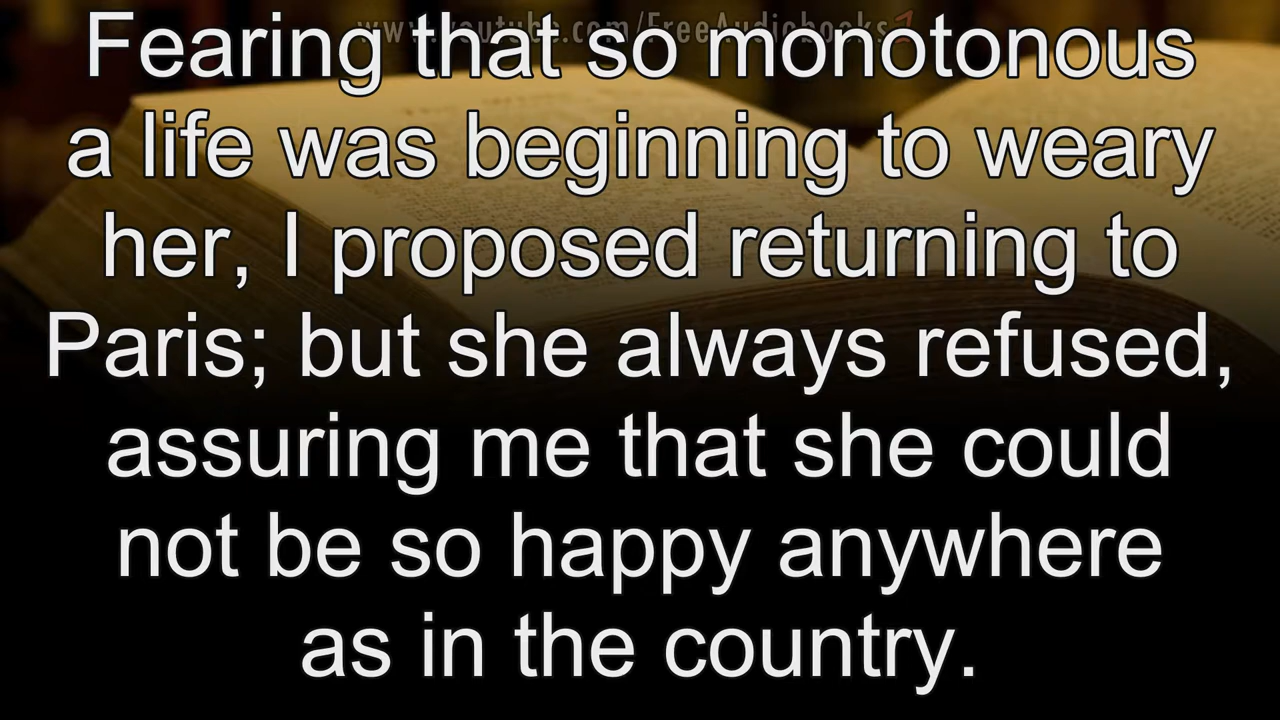 www.youtube.com/FreeAudiobooks1
Fearing that so monotonous
a life was beginning to weary
her, I proposed returning to
Paris; but she always refused,
assuring me that she could
not be so happy anywhere
as in the country.